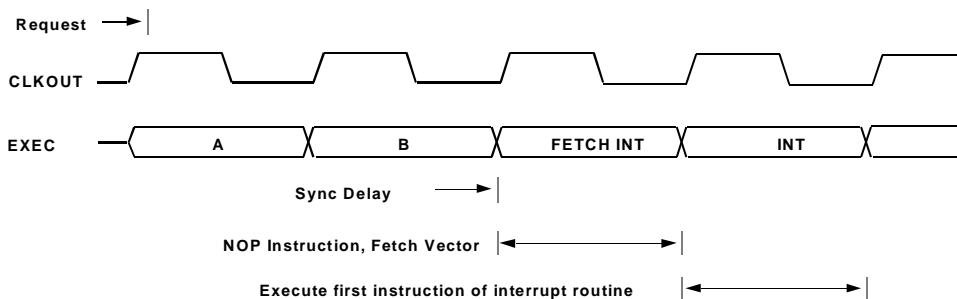 Request
CLKOUT
EXEC A B FETCH INT INT
Sync Delay
NOP Instruction, Fetch Vector
Execute first instruction of interrupt routine